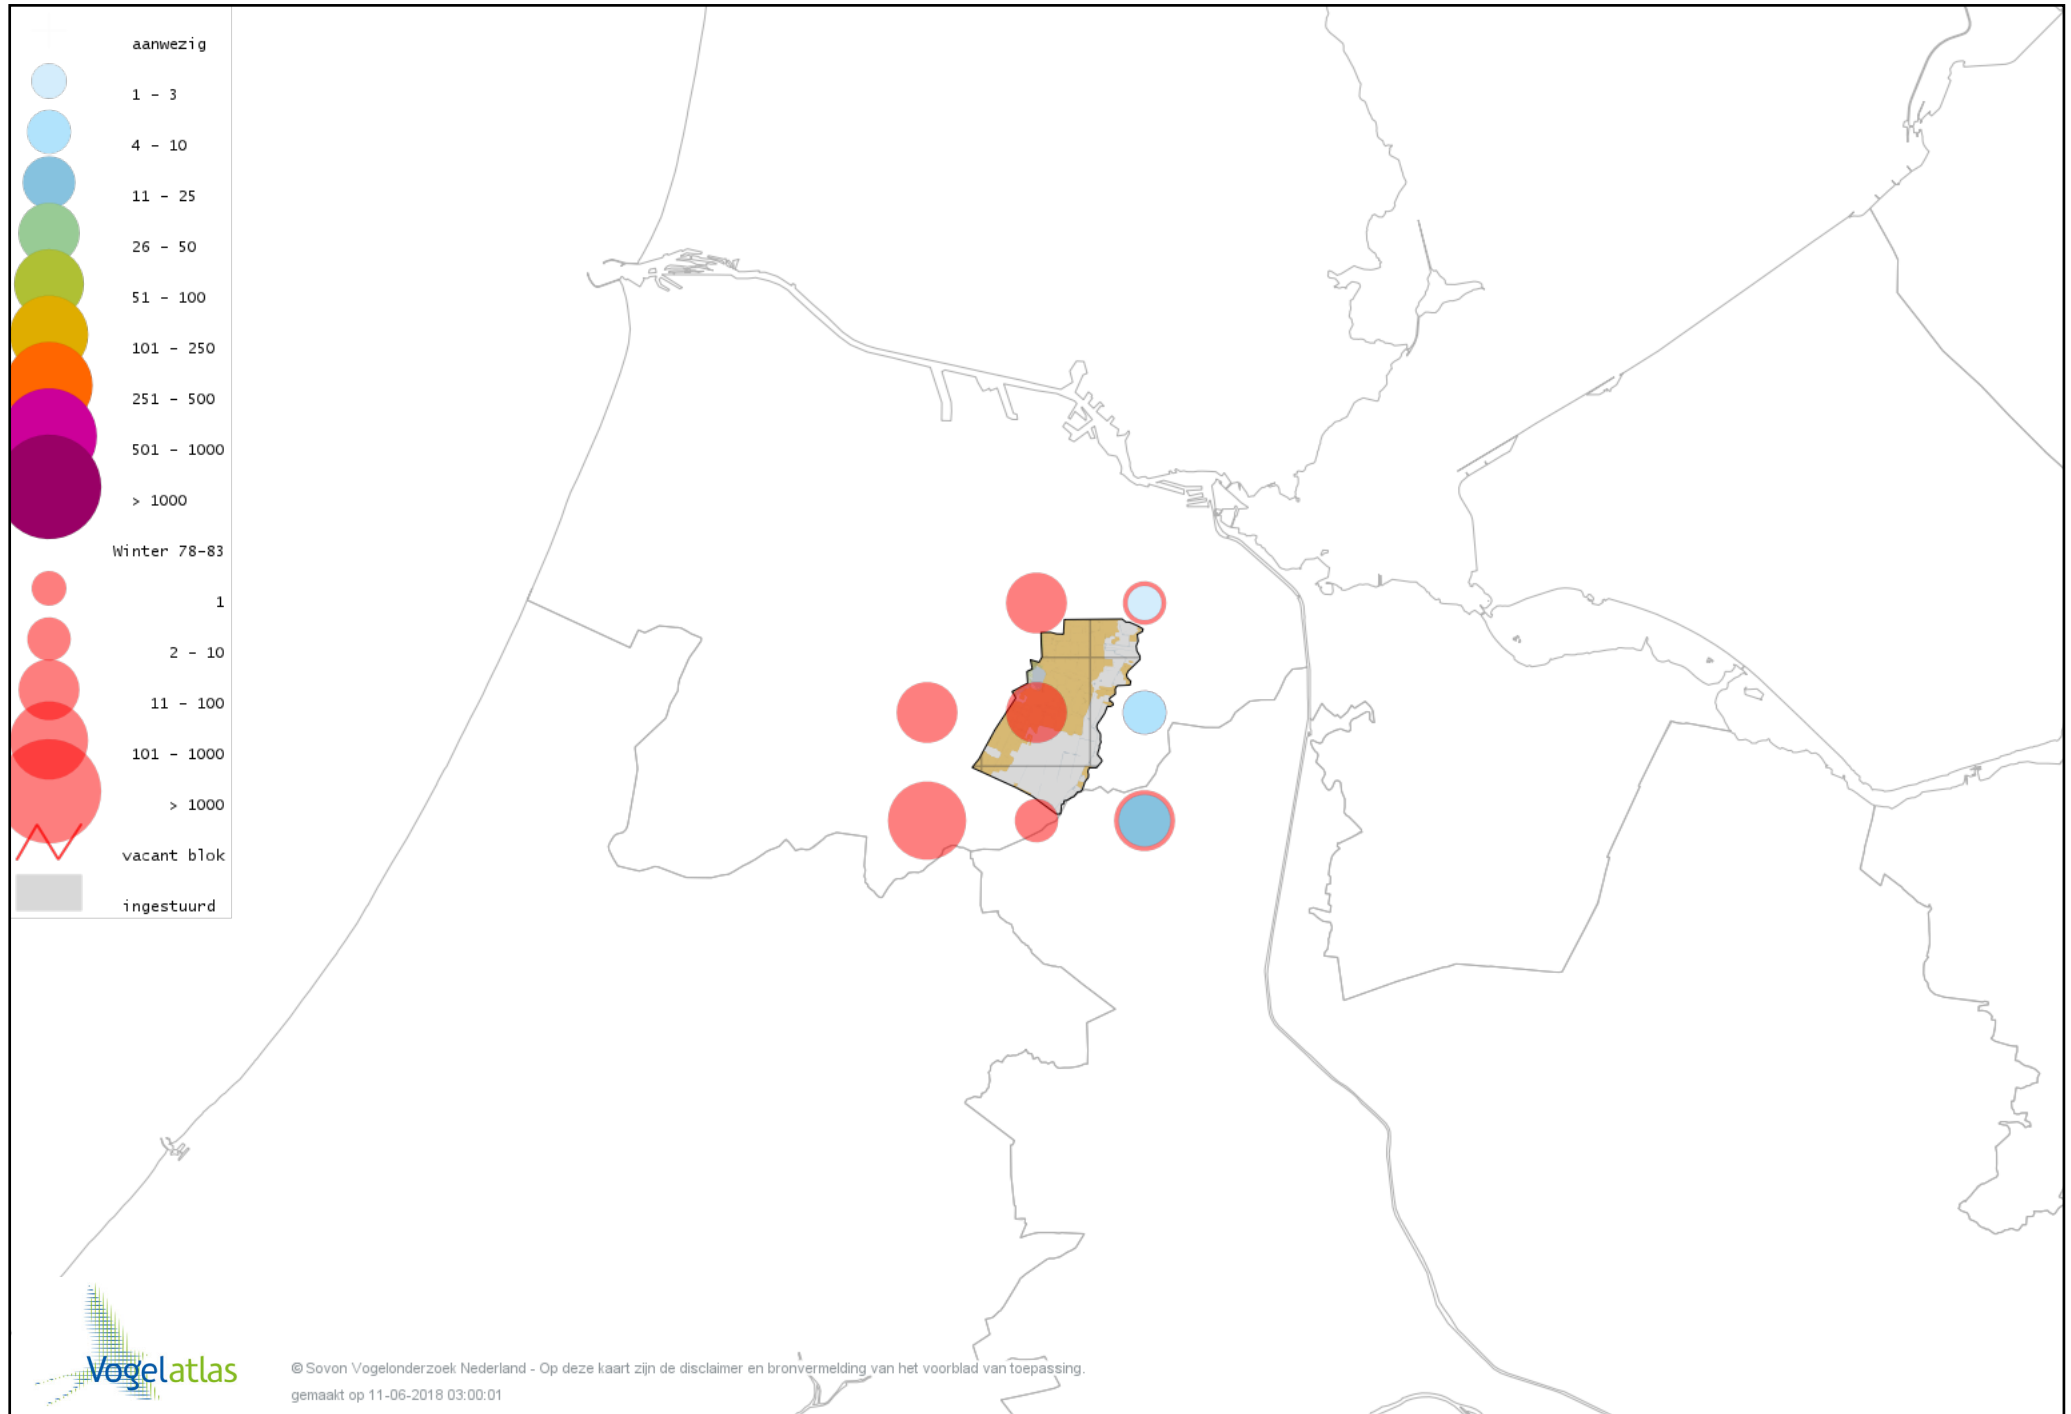 aanwezig
1 - 3
4 - 10
11 - 25
26 - 50
51 - 100
101 - 250
251 - 500
501 - 1000
> 1000
Winter 78-83
1
2 - 10
11 - 100
101 - 1000
> 1000
vacant blok
ingestuurd
Vogelatlas
© Sovon Vogelonderzoek Nederland - Op deze kaart zijn de disclaimer en bronvermelding van het voorblad van toepassing.
gemaakt op 11-06-2018 03:00:01